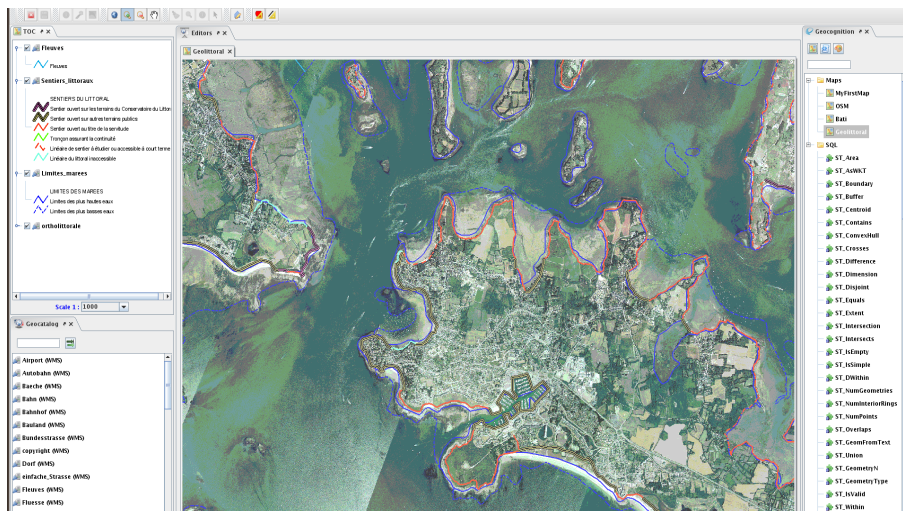 TOC
Fleuves
Fleuves
Sentiers_littoraux
SENTIERS DU LITTORAL
Sentier ouvert sur les terrains du Conservatoire du Litton
Sentier ouvert sur autres terrains publics
Sentier ouvert au titre de la servitude
Tronçon assurant la continuité
Linéaire de sentier à étudier ou accessible à court terme
Linéaire du littoral inaccessible
Limites_marees
LIMITES DES MAREES
Limites des plus hautes eaux
Limites des plus basses eaux
ortholittorale
Scale 1 : 1000
Geocatalog
Airport (WMS)
Autobahn (WMS)
Baeche (WMS)
Bahn (WMS)
Bahnhof (WMS)
Bauland (WMS)
Bundesstrasse (WMS)
copyright (WMS)
Dorf (WMS)
einfache_Strasse (WMS)
Fleuves (WMS)
Fluesse (WMS)
Editors
Geolittoral
Geocognition
Maps
MyFirstMap
OSM
Bati
Geolittoral
SQL
ST_Area
ST_AsWKT
ST_Boundary
ST_Buffer
ST_Centroid
ST_Contains
ST_ConvexHull
ST_Crosses
ST_Difference
ST_Dimension
ST_Disjoint
ST_Equals
ST_Extent
ST_Intersection
ST_Intersects
ST_IsEmpty
ST_IsSimple
ST_DWithin
ST_NumGeometries
ST_NumInteriorRings
ST_NumPoints
ST_Overlaps
ST_GeomFromText
ST_Union
ST_GeometryN
ST_GeometryType
ST_IsValid
ST_Within